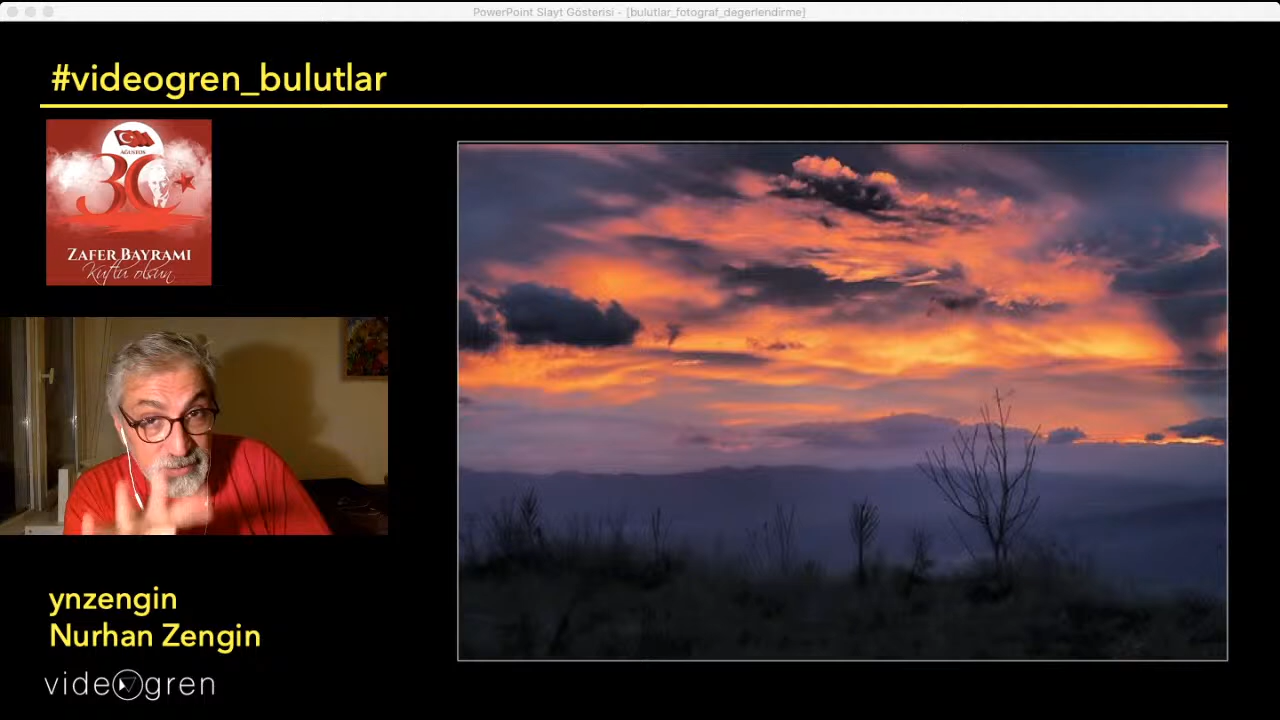 PowerPoint Slayt Gösterisi - [bulutlar_fotograf_degerlendirme]
#videogren_bulutlar
AĞUSTOS
30
ZAFER BAYRAMI
Kutlu olsun
ynzengin
Nurhan Zengin
videogren